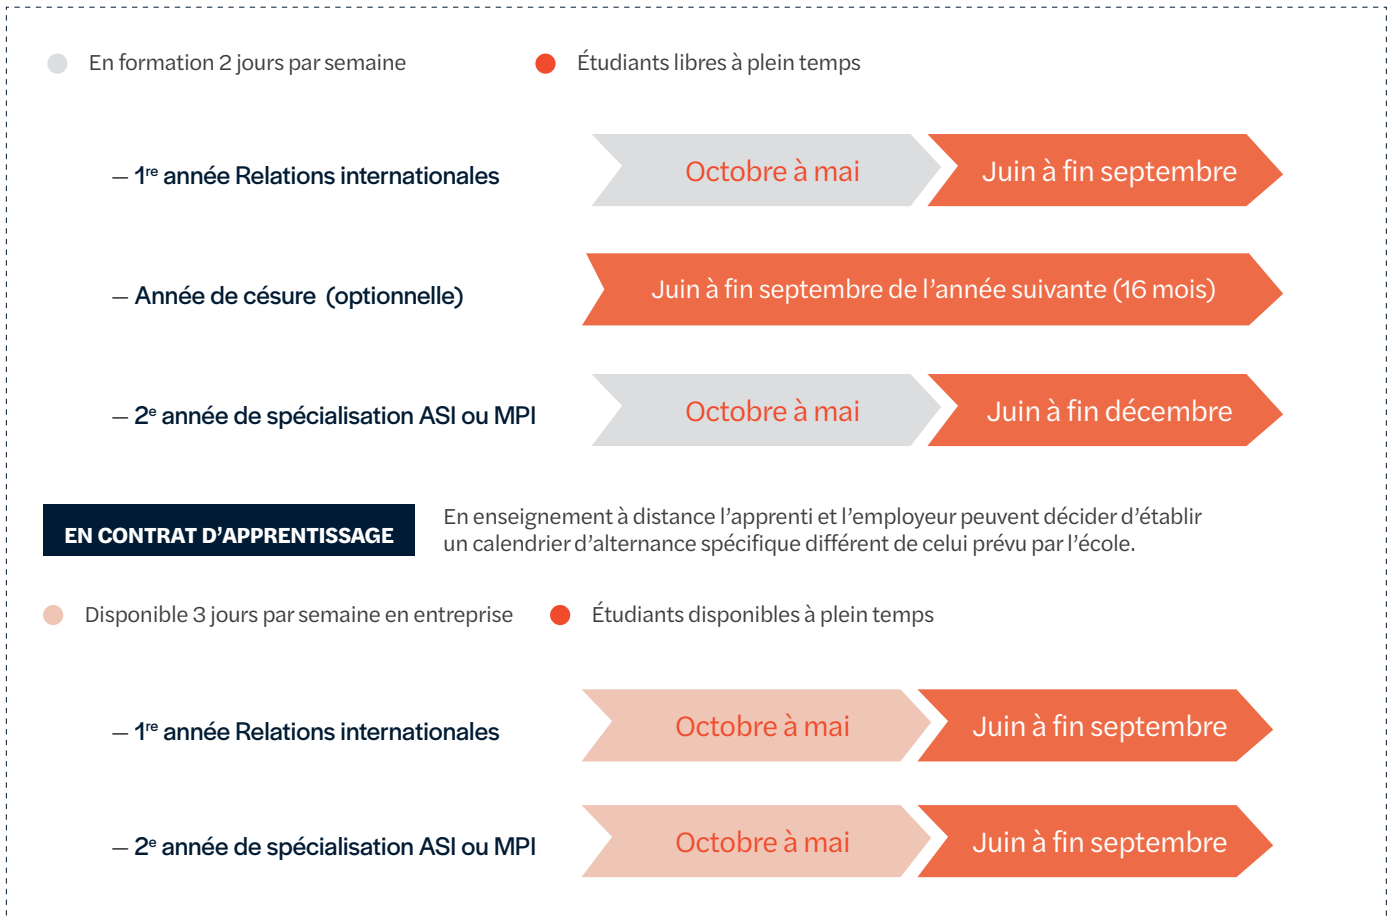 En formation 2 jours par semaine
Étudiants libres à plein temps
– 1re année Relations internationales
Octobre à mai
Juin à fin septembre
– Année de césure (optionnelle)
Juin à fin septembre de l’année suivante (16 mois)
– 2e année de spécialisation ASI ou MPI
Octobre à mai
Juin à fin décembre
EN CONTRAT D’APPRENTISSAGE
En enseignement à distance l’apprenti et l’employeur peuvent décider d’établir
un calendrier d’alternance spécifique différent de celui prévu par l’école.
Disponible 3 jours par semaine en entreprise
Étudiants disponibles à plein temps
– 1re année Relations internationales
Octobre à mai
Juin à fin septembre
– 2e année de spécialisation ASI ou MPI
Octobre à mai
Juin à fin septembre